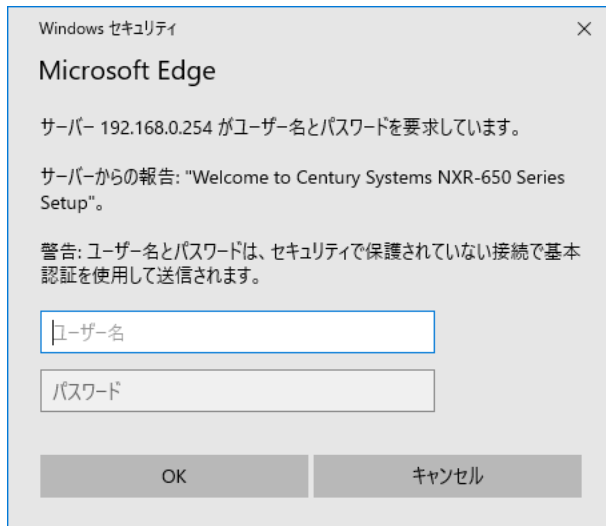 Windows セキュリティ
Microsoft Edge
サーバー 192.168.0.254 がユーザー名とパスワードを要求しています。
サーバーからの報告: "Welcome to Century Systems NXR-650 Series
Setup"。
警告: ユーザー名とパスワードは、セキュリティで保護されていない接続で基本
認証を使用して送信されます。
ユーザー名
パスワード
OK キャンセル